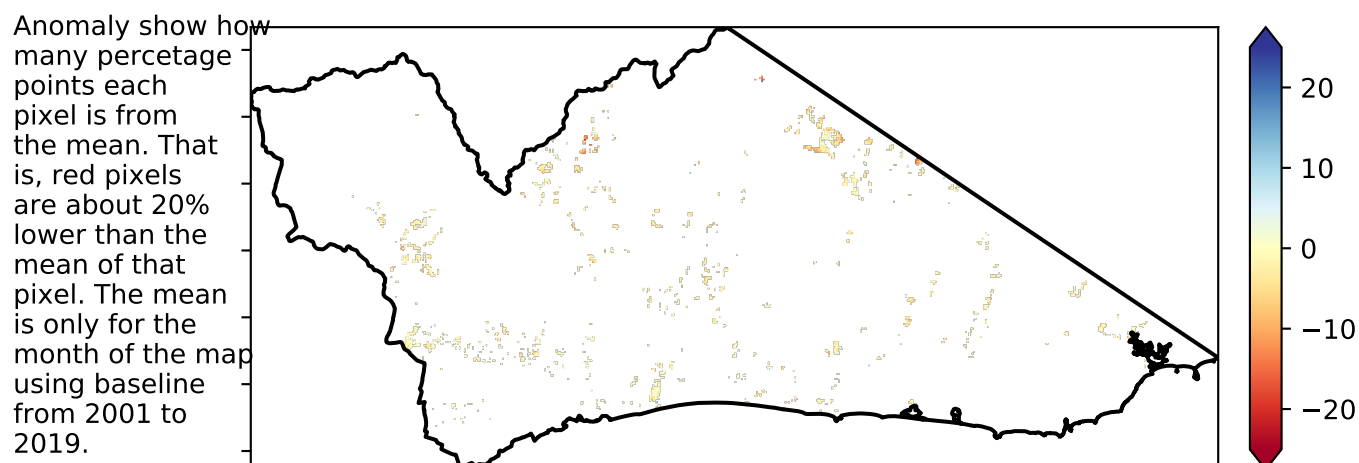 Anomaly show how
many percetage
points each
pixel is from
the mean. That
is, red pixels
are about 20%
lower than the
mean of that
pixel. The mean
is only for the
month of the map
using baseline
from 2001 to
2019.
20
10
0
−10
−20